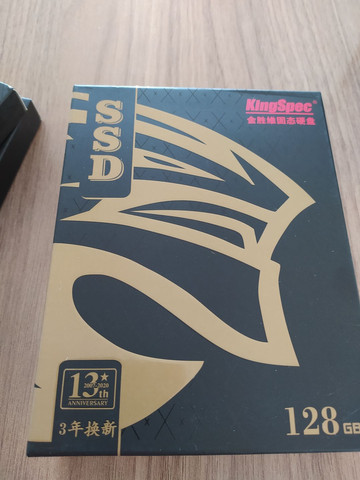 SSD
KingSpec®
金胜维固态硬盘
13th
2007-2020
ANNIVERSARY
3年换新
128 GB